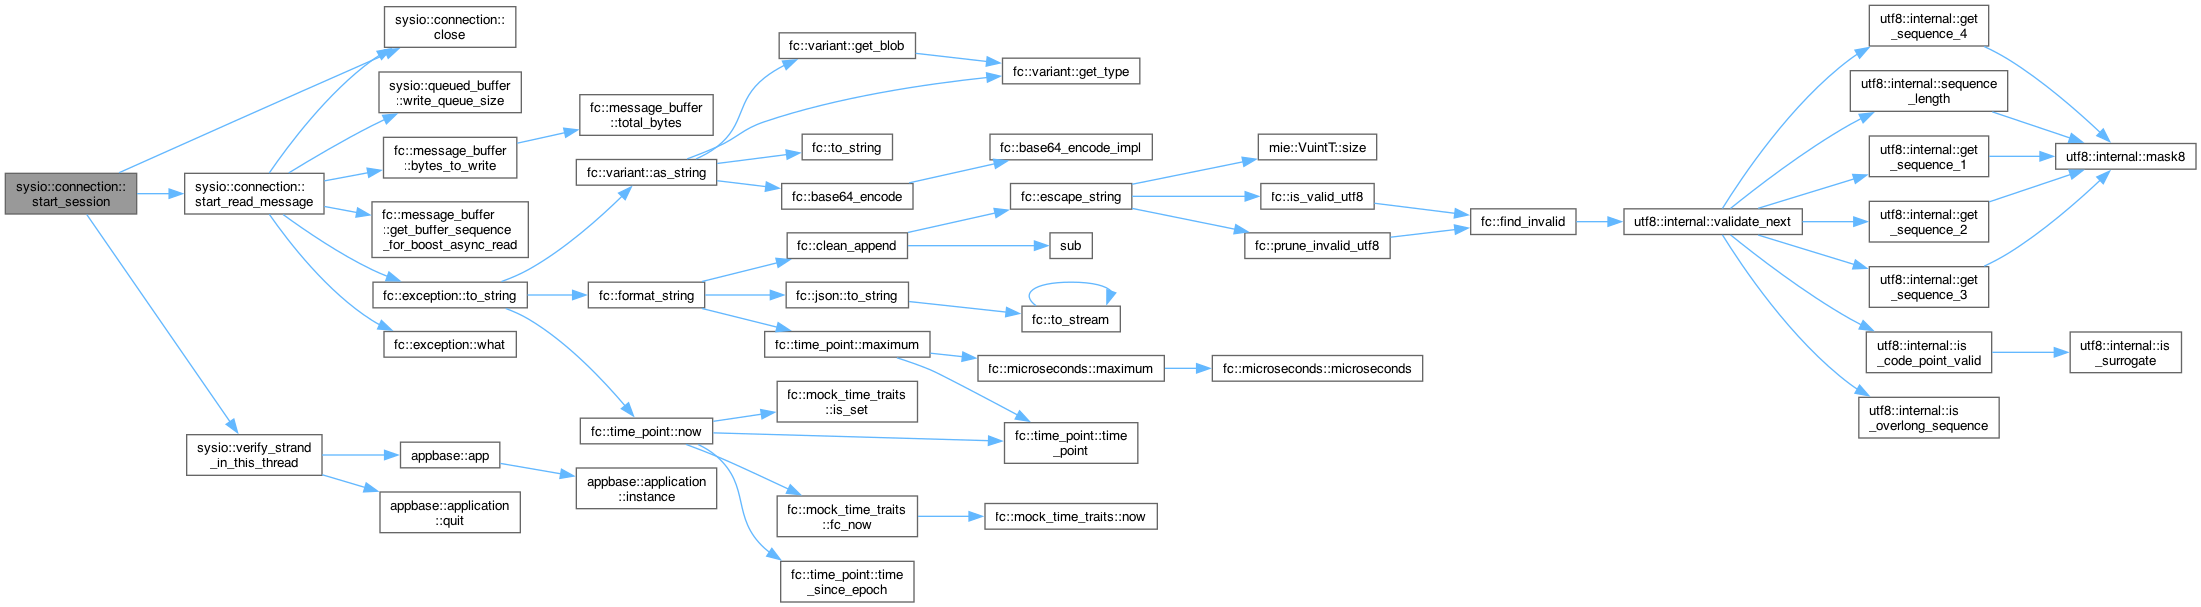 sysio::connection::
start_session
sysio::connection::
close
sysio::connection::
start_read_message
sysio::verify_strand
_in_this_thread
sysio::queued_buffer
::write_queue_size
fc::message_buffer
::bytes_to_write
fc::message_buffer
::get_buffer_sequence
_for_boost_async_read
fc::exception::to_string
fc::exception::what
appbase::app
appbase::application
::quit
fc::message_buffer
::total_bytes
fc::variant::as_string
fc::format_string
fc::time_point::now
appbase::application
::instance
fc::variant::get_blob
fc::to_string
fc::base64_encode
fc::clean_append
fc::json::to_string
fc::time_point::maximum
fc::mock_time_traits
::is_set
fc::mock_time_traits
::fc_now
fc::time_point::time
_since_epoch
fc::variant::get_type
fc::base64_encode_impl
fc::escape_string
sub
fc::to_stream
fc::microseconds::maximum
fc::time_point::time
_point
fc::mock_time_traits::now
mie::VuintT::size
fc::is_valid_utf8
fc::prune_invalid_utf8
fc::microseconds::microseconds
fc::find_invalid
utf8::internal::validate_next
utf8::internal::get
_sequence_4
utf8::internal::sequence
_length
utf8::internal::get
_sequence_1
utf8::internal::get
_sequence_2
utf8::internal::get
_sequence_3
utf8::internal::is
_code_point_valid
utf8::internal::is
_overlong_sequence
utf8::internal::mask8
utf8::internal::is
_surrogate